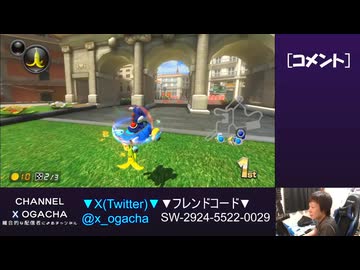 [コメント]
10 2/3
1st
CHANNEL
X OGACHA
▼X(Twitter)▼
@x_ogacha
▼フレンドコード▼
SW-2924-5522-0029